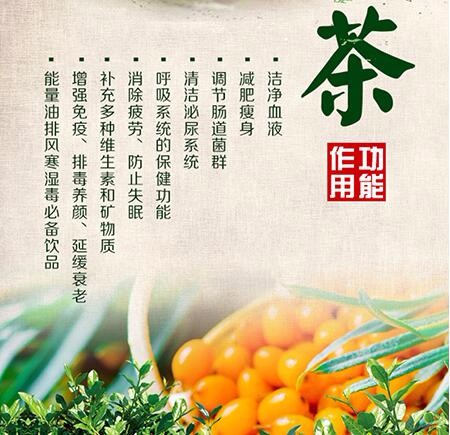 茶
功能
作用
洁净血液
减肥瘦身
调节肠道菌群
清洁泌尿系统
呼吸系统的保健功能
消除疲劳、防止失眠
补充多种维生素和矿物质
增强免疫、排毒养颜、延缓衰老
能量油排风寒湿毒必备饮品